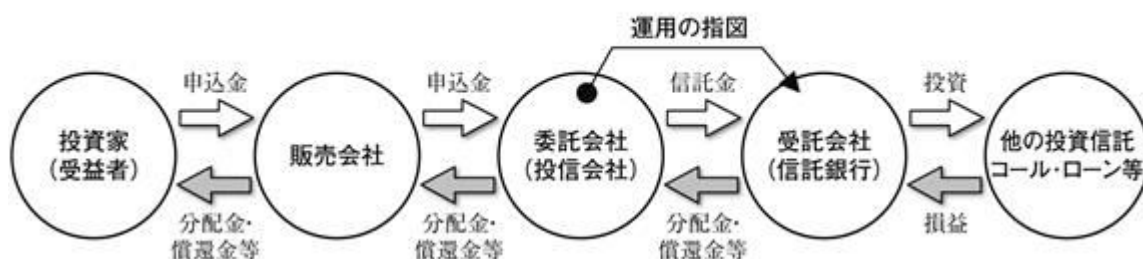 運用の指図
申込金
申込金
信託金
投資
投資家
(受益者)
販売会社
委託会社
(投信会社)
受託会社
(信託銀行)
他の投資信託
コール・ローン等
分配金・
償還金等
分配金・
償還金等
分配金・
償還金等
損益